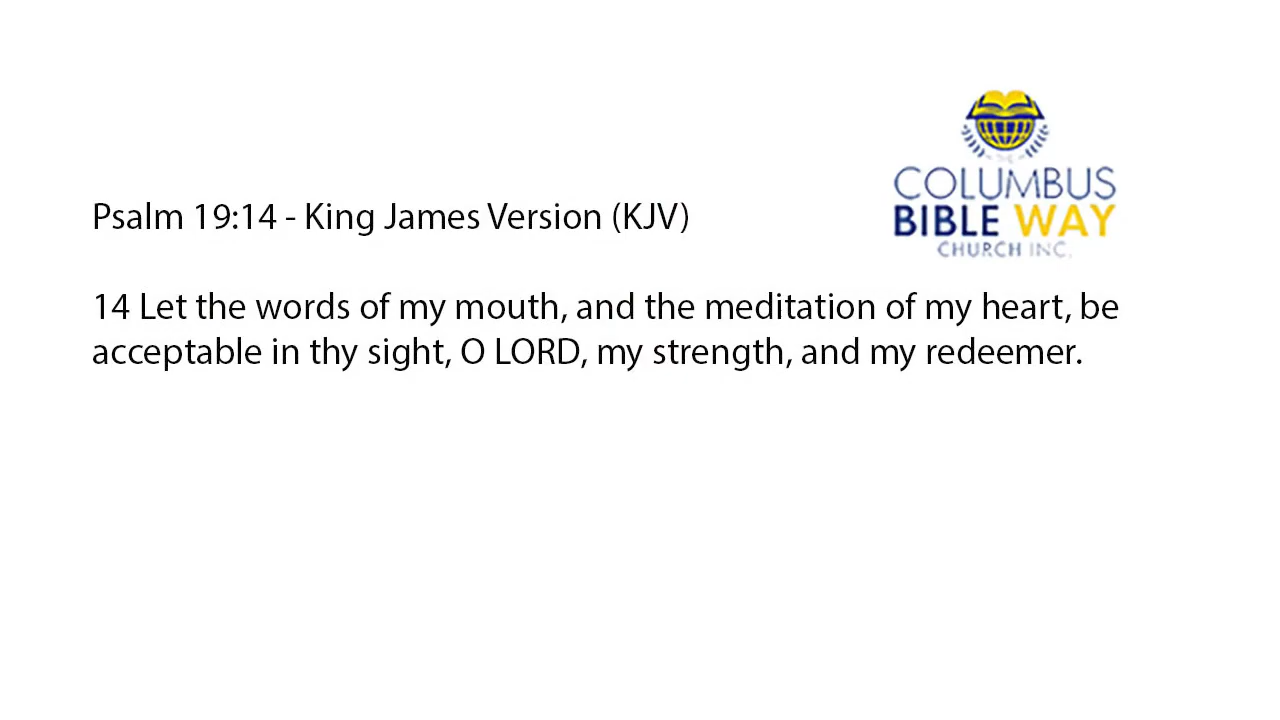 COLUMBUS
BIBLE WAY
CHURCH INC.
Psalm 19:14 - King James Version (KJV)
14 Let the words of my mouth, and the meditation of my heart, be
acceptable in thy sight, O LORD, my strength, and my redeemer.